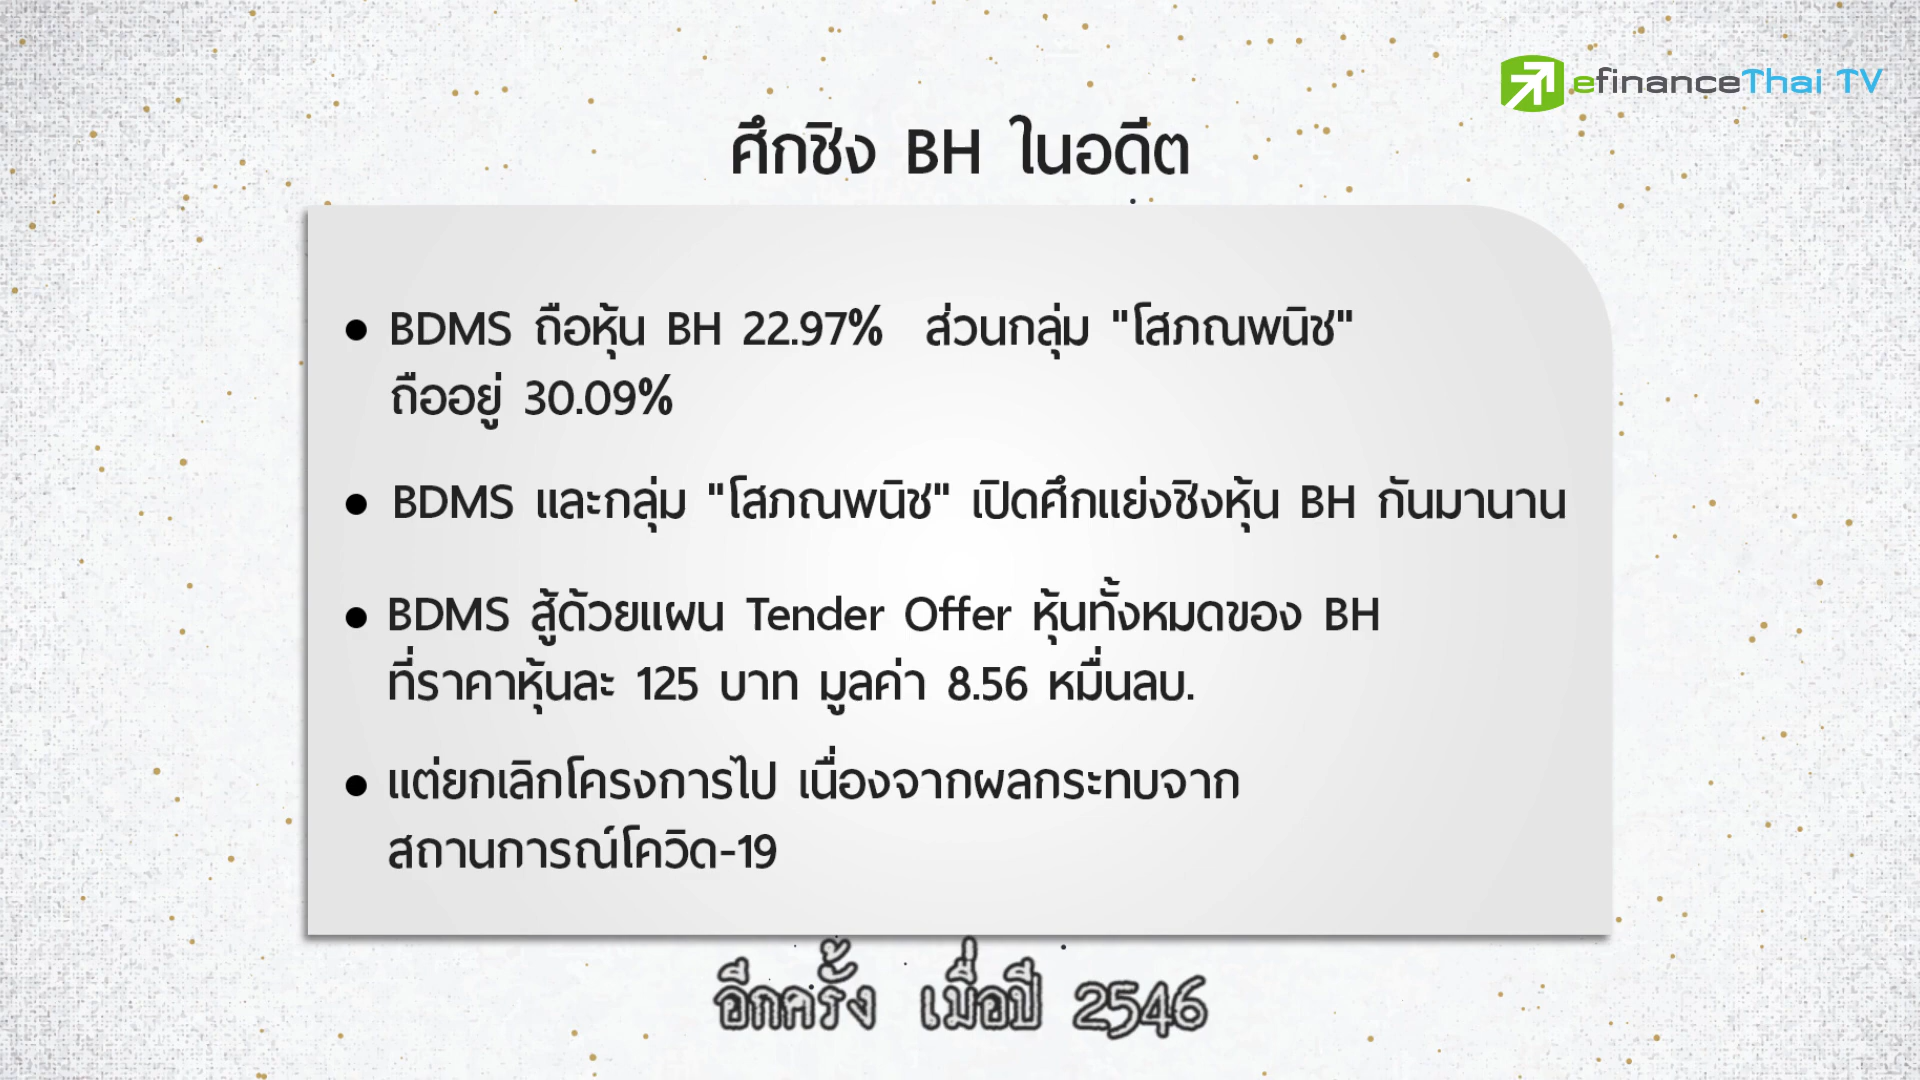 efinanceThai TV
ศึกชิง BH ในอดีต
● BDMS ถือหุ้น BH 22.97% ส่วนกลุ่ม "โสภณพนิช"
ถืออยู่ 30.09%
● BDMS และกลุ่ม "โสภณพนิช" เปิดศึกแย่งชิงหุ้น BH กันมานาน
● BDMS สู้ด้วยแผน Tender Offer หุ้นทั้งหมดของ BH
ที่ราคาหุ้นละ 125 บาท มูลค่า 8.56 หมื่นลบ.
● แต่ยกเลิกโครงการไป เนื่องจากผลกระทบจาก
สถานการณ์โควิด-19
อีกครั้ง เมื่อปี 2546